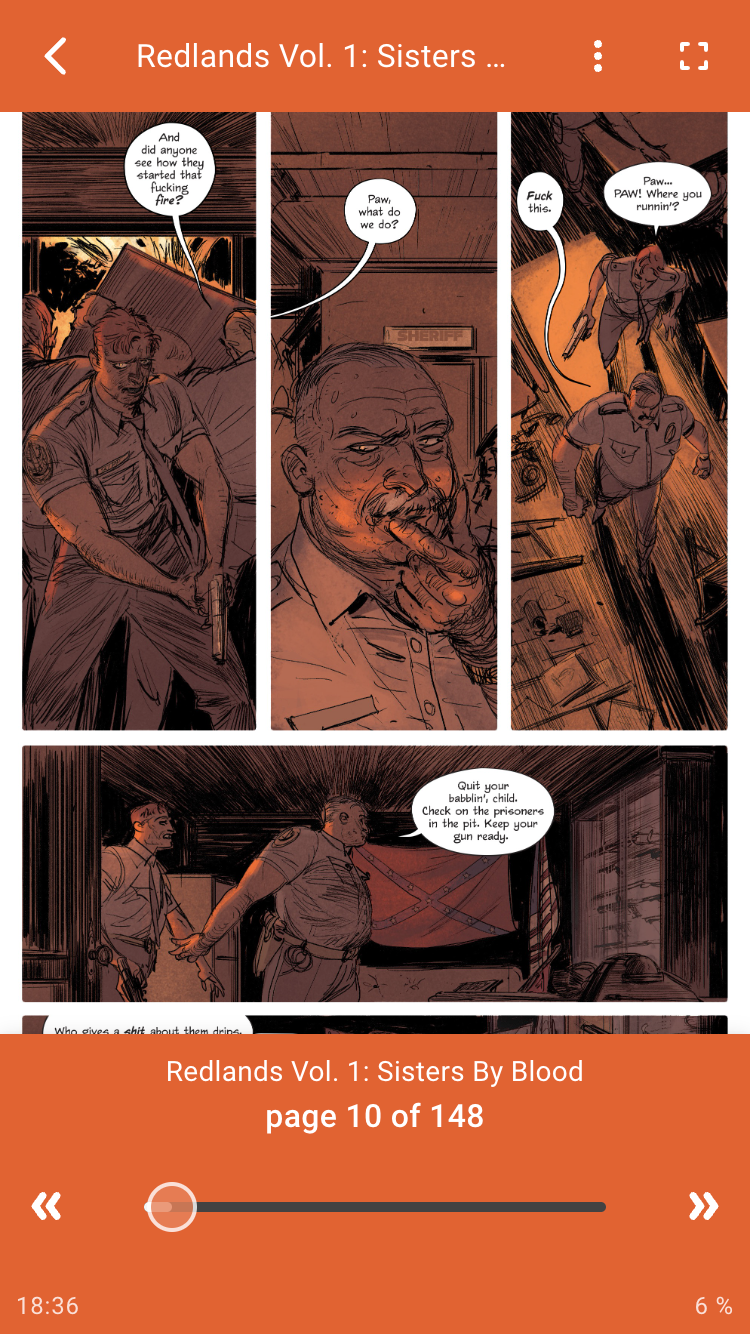 Redlands Vol. 1: Sisters ...
And
did anyone
see how they
started that
fucking
fire?
Paw,
what do
we do?
SHERIFF
Fuck
this.
Paw...
PAW! Where you
runnin'?
Quit your
babblin', child.
Check on the prisoners
in the pit. Keep your
gun ready.
Who gives a shit about them drips.
Redlands Vol. 1: Sisters By Blood
page 10 of 148
18:36
6 %